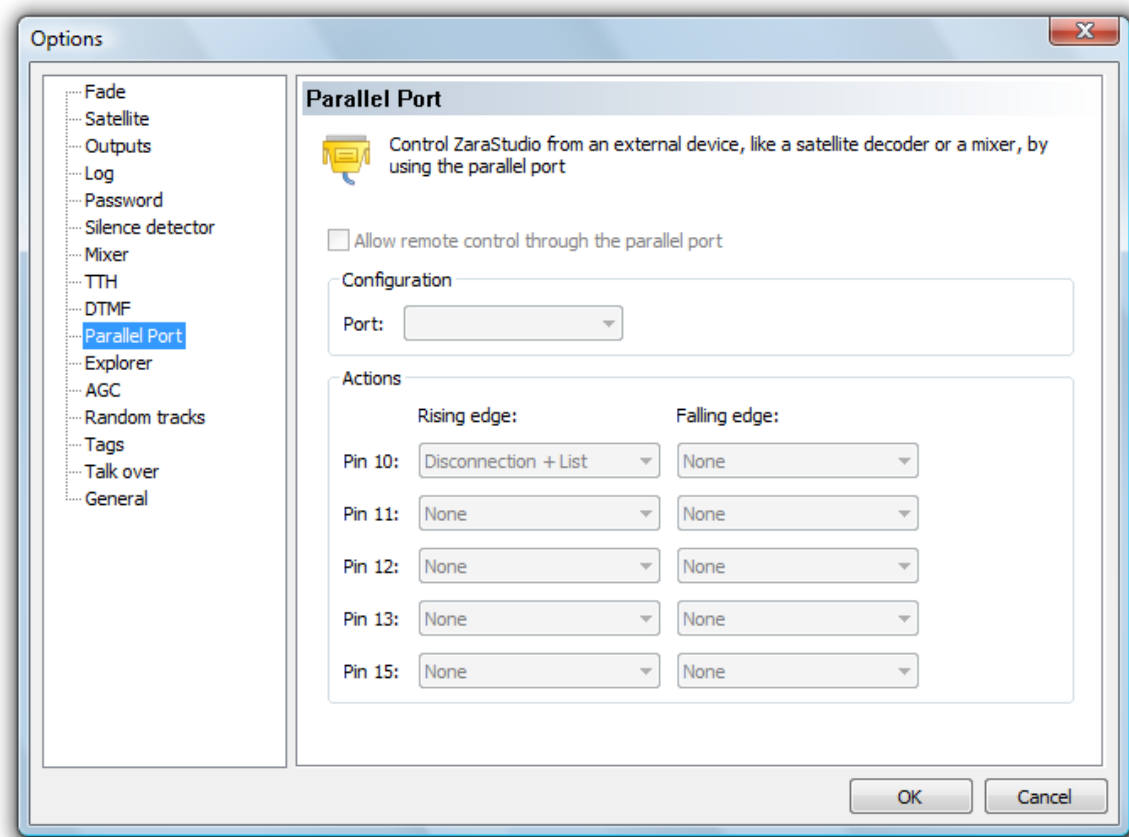 Options
Fade
Satellite
Outputs
Log
Password
Silence detector
Mixer
TTH
DTMF
Parallel Port
Explorer
AGC
Random tracks
Tags
Talk over
General
Parallel Port
Control ZaraStudio from an external device, like a satellite decoder or a mixer, by
using the parallel port
Allow remote control through the parallel port
Configuration
Port:
Actions
Rising edge: Falling edge:
Pin 10: Disconnection + List None
Pin 11: None None
Pin 12: None None
Pin 13: None None
Pin 15: None None
OK Cancel